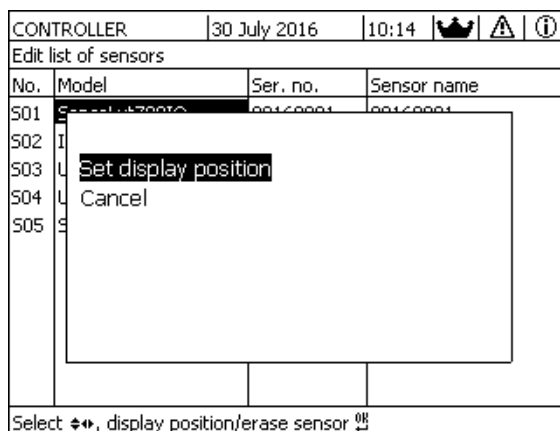 CONTROLLER 30 July 2016 10:14
Edit list of sensors
No. Model Ser. no. Sensor name
S01
S02 I
S03 U
S04 U
S05 S
Set display position
Cancel
Select , display position/erase sensor OK